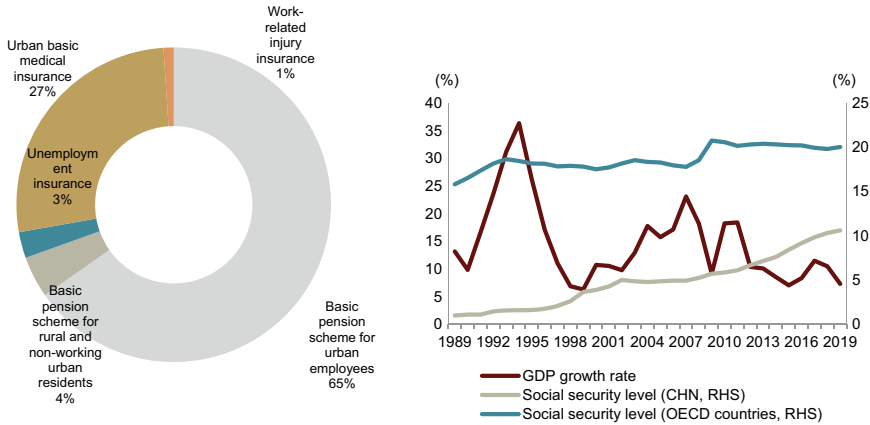 Work-
related
injury
insurance
1%
Urban basic
medical
insurance
27%
Unemploym
ent
insurance
3%
Basic
pension
scheme for
rural and
non-working
urban
residents
4%
Basic
pension
scheme for
urban
employees
65%
(%)
(%)
40
35
30
25
20
15
10
5
0
25
20
15
10
5
0
1989 1992 1995 1998 2001 2004 2007 2010 2013 2016 2019
GDP growth rate
Social security level (CHN, RHS)
Social security level (OECD countries, RHS)